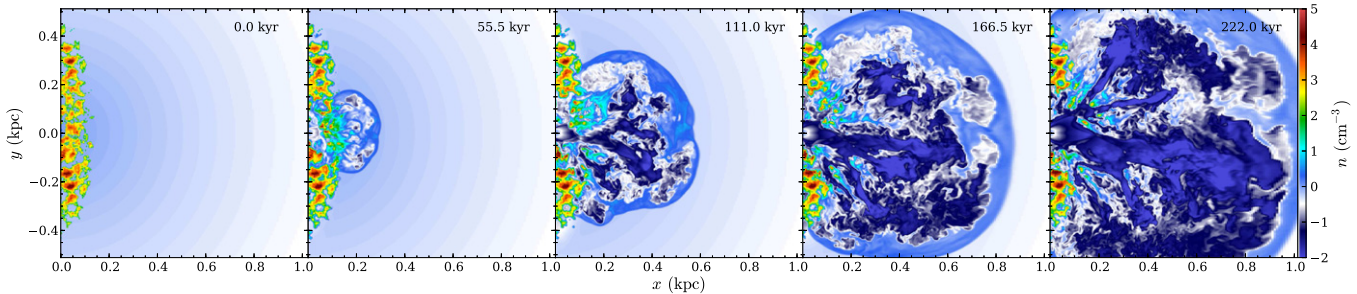 0.0 kyr
55.5 kyr
111.0 kyr
166.5 kyr
222.0 kyr
0.4
0.2
0.0
−0.2
−0.4
y (kpc)
0.0 0.2 0.4 0.6 0.8 1.0
0.2 0.4 0.6 0.8 1.0
0.2 0.4 0.6 0.8 1.0
0.2 0.4 0.6 0.8 1.0
0.2 0.4 0.6 0.8 1.0
x (kpc)
5
4
3
2
1
0
−1
−2
n (cm⁻³)